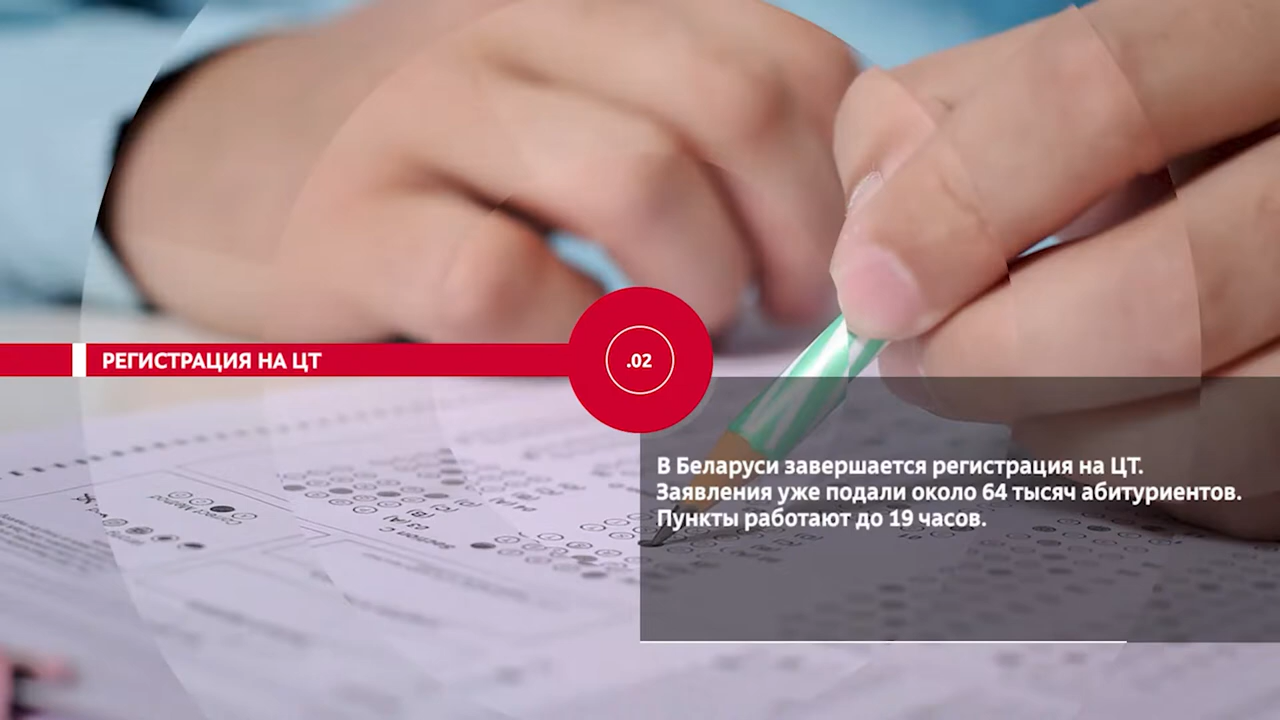 РЕГИСТРАЦИЯ НА ЦТ
.02
В Беларуси завершается регистрация на ЦТ.
Заявления уже подали около 64 тысяч абитуриентов.
Пункты работают до 19 часов.